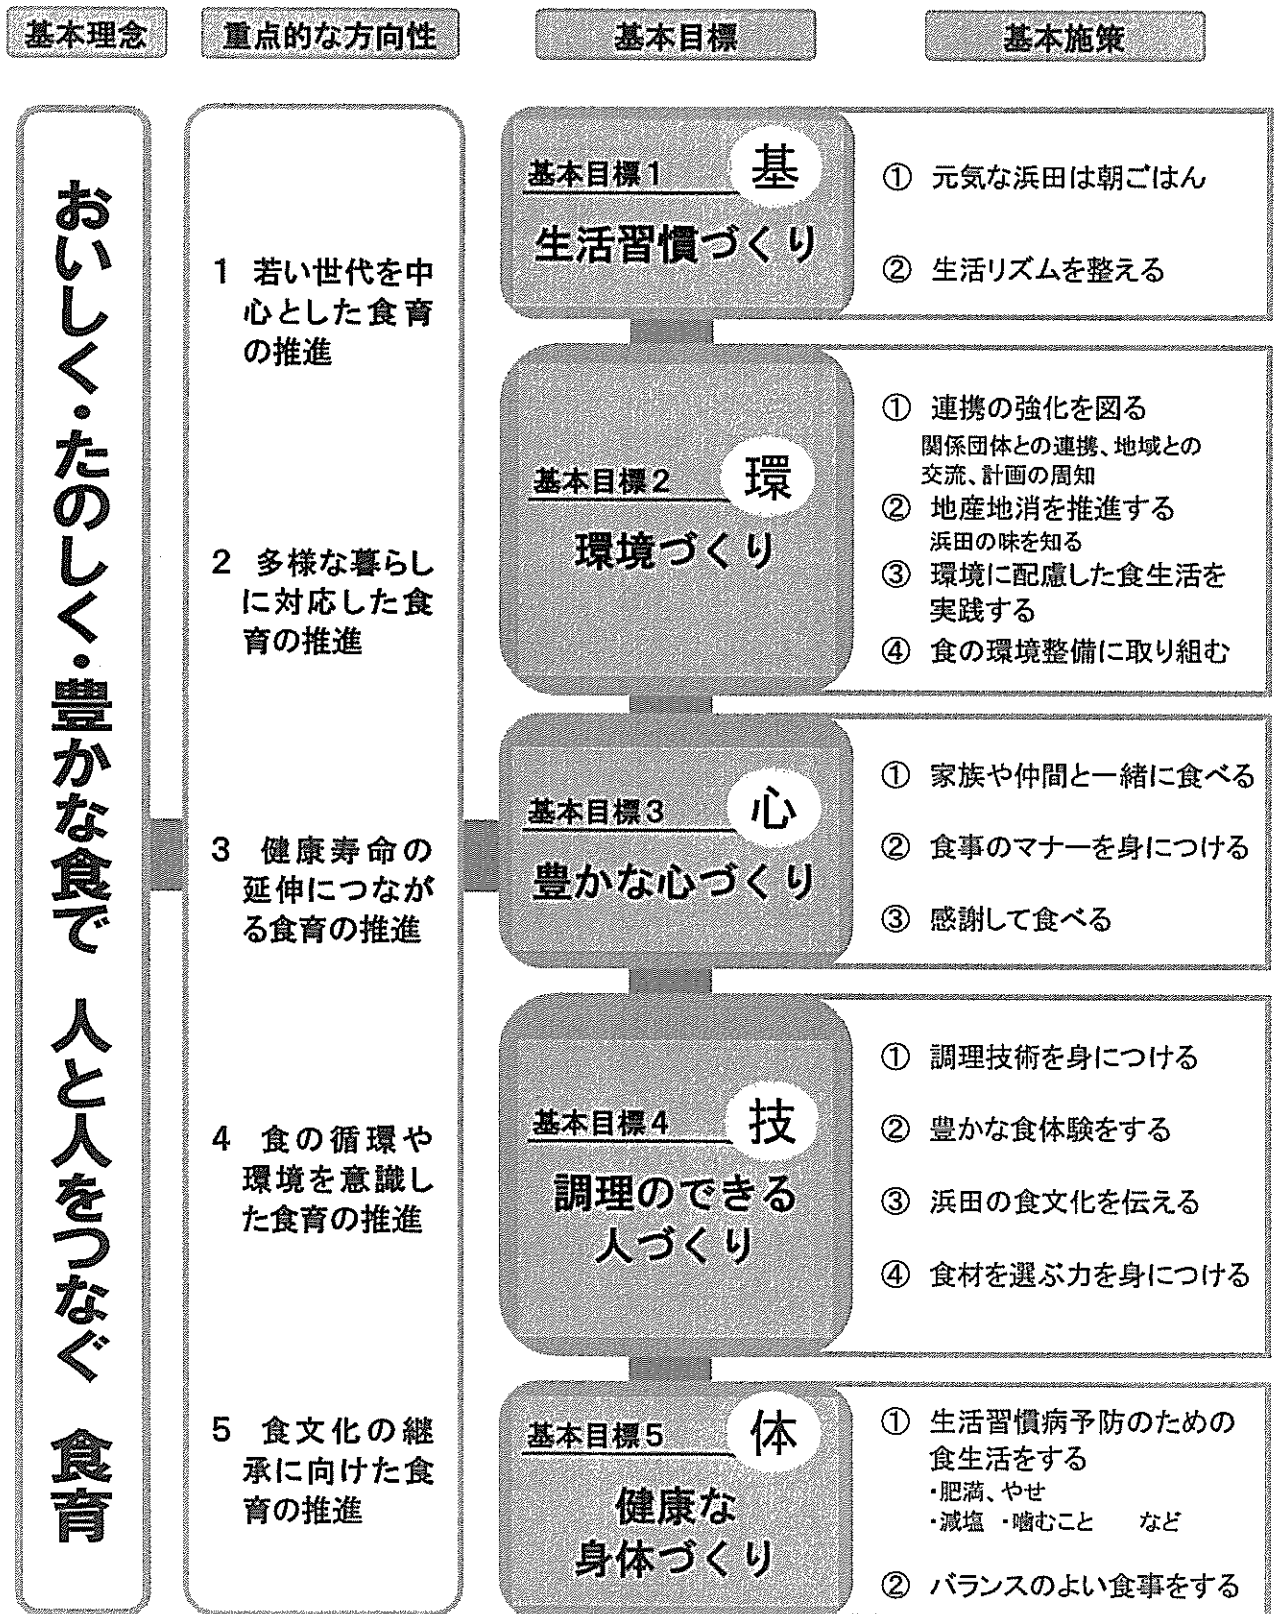 基本理念
重点的な方向性
基本目標
基本施策
おいしく・たのしく・豊かな食で　人と人をつなぐ　食育
1　若い世代を中
心とした食育
の推進
2　多様な暮らし
に対応した食
育の推進
3　健康寿命の
延伸につなが
る食育の推進
4　食の循環や
環境を意識し
た食育の推進
5　食文化の継
承に向けた食
育の推進
基本目標1　基
生活習慣づくり
①　元気な浜田は朝ごはん
②　生活リズムを整える
基本目標2　環
環境づくり
①　連携の強化を図る
関係団体との連携、地域との
交流、計画の周知
②　地産地消を推進する
浜田の味を知る
③　環境に配慮した食生活を
実践する
④　食の環境整備に取り組む
基本目標3　心
豊かな心づくり
①　家族や仲間と一緒に食べる
②　食事のマナーを身につける
③　感謝して食べる
基本目標4　技
調理のできる
人づくり
①　調理技術を身につける
②　豊かな食体験をする
③　浜田の食文化を伝える
④　食材を選ぶ力を身につける
基本目標5　体
健康な
身体づくり
①　生活習慣病予防のための
食生活をする
・肥満、やせ
・減塩　・噛むこと　　など
②　バランスのよい食事をする